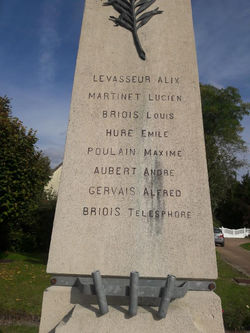 LEVASSEUR ALIX
MARTINET LUCIEN
BRIOIS LOUIS
HURE EMILE
POULAIN MAXIME
AUBERT ANDRE
GERVAIS ALFRED
BRIOIS TELESPHORE